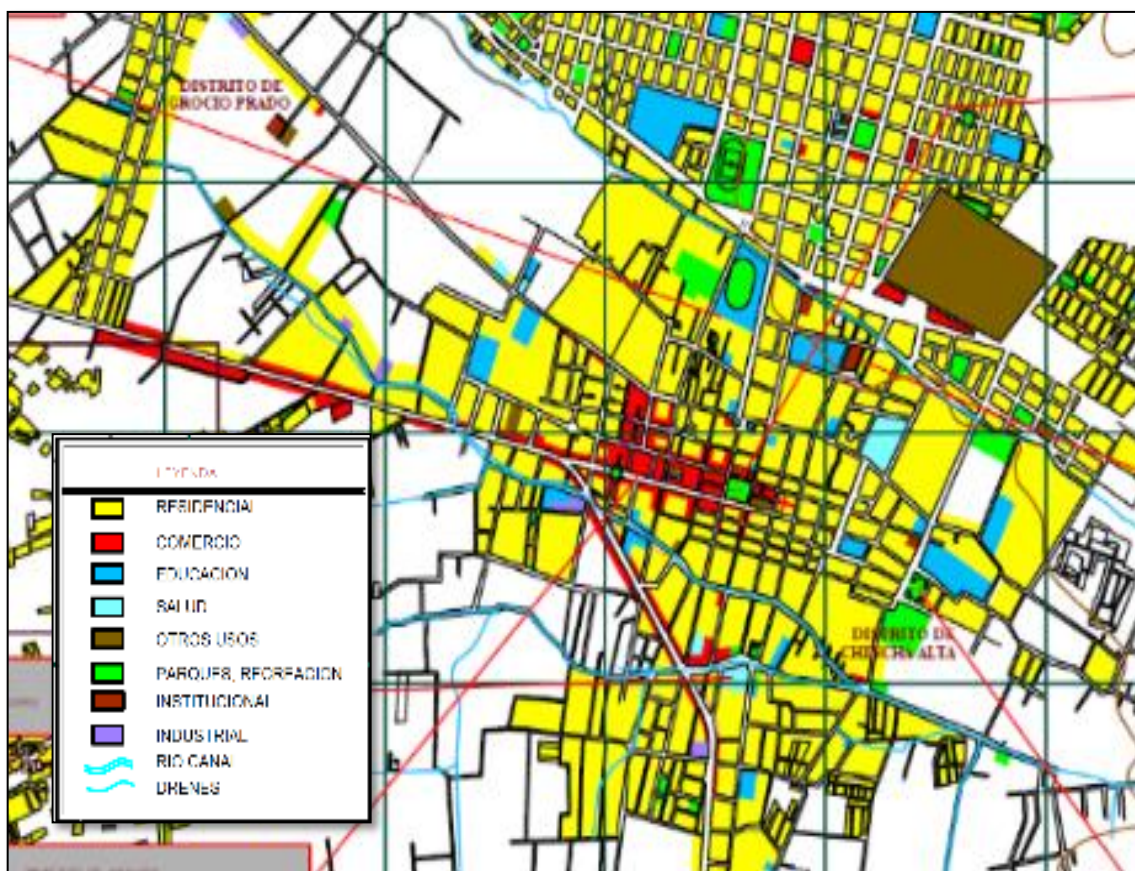 DISTRITO DE
GROCIO PRADO
LEYENDA
RESIDENCIAL
COMERCIO
EDUCACION
SALUD
OTROS USOS
PARQUES, RECREACION
INSTITUCIONAL
INDUSTRIAL
RIO CANAL
DRENES
DISTRITO DE
CHINCHA ALTA